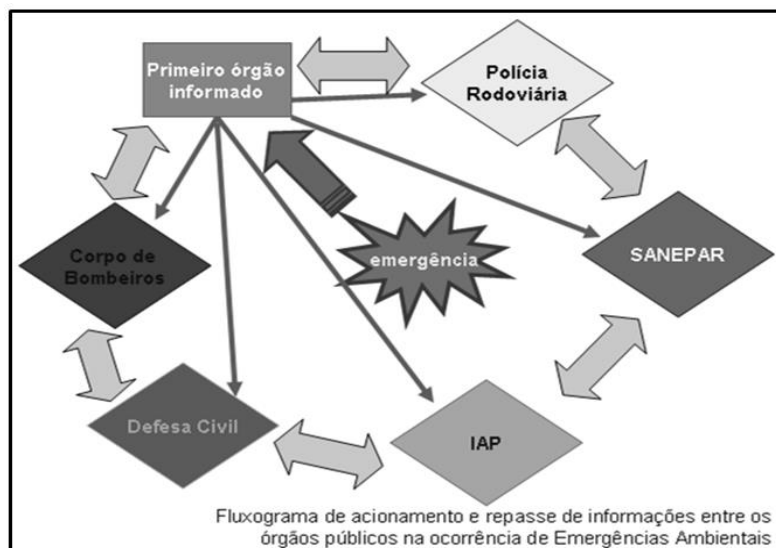 Primeiro órgão
informado
Polícia
Rodoviária
Corpo de
Bombeiros
emergência
SANEPAR
Defesa Civil
IAP
Fluxograma de acionamento e repasse de informações entre os
órgãos públicos na ocorrência de Emergências Ambientais